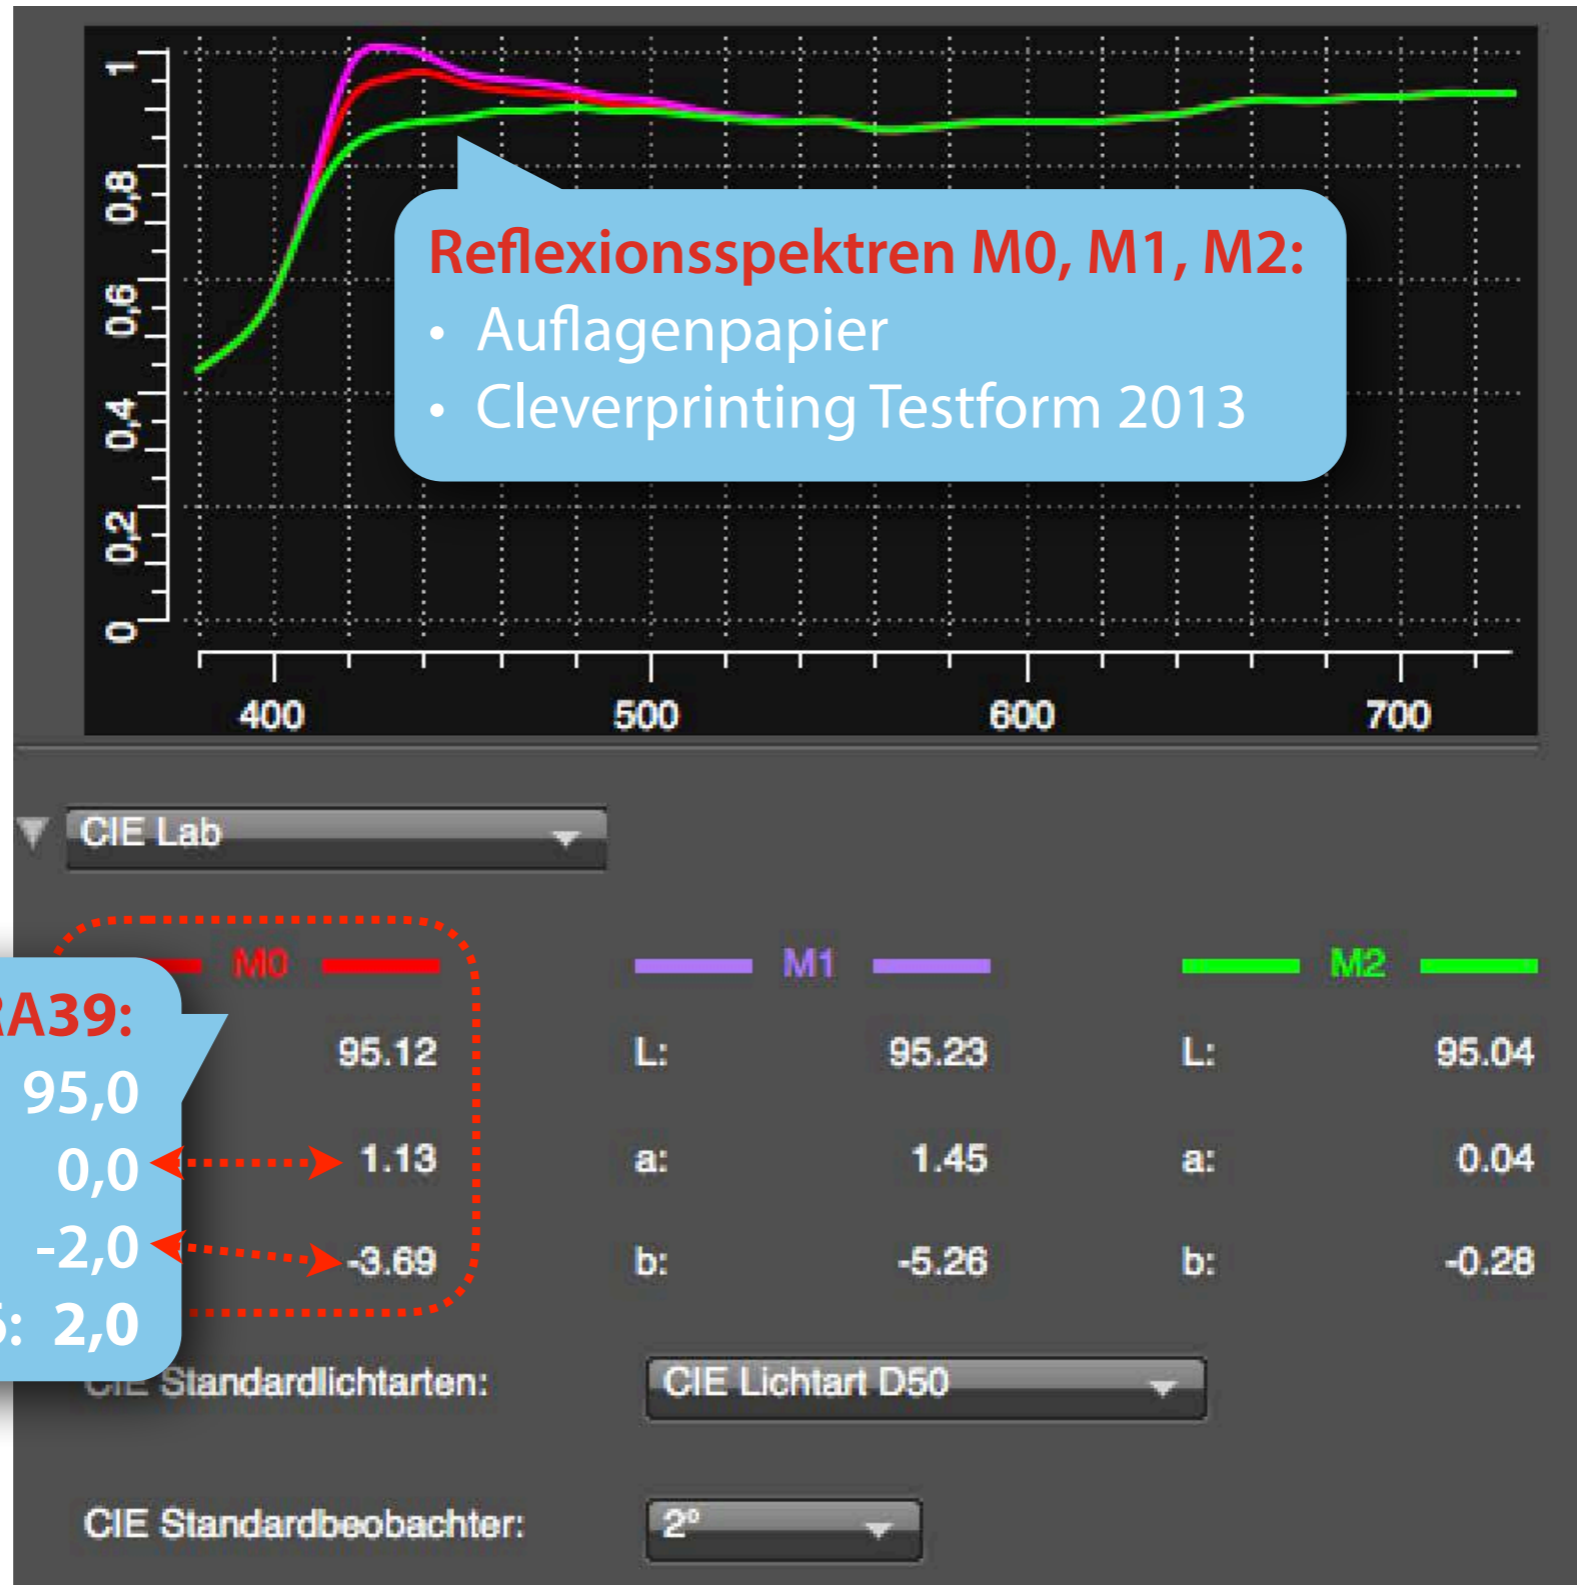 1
0,8
0,6
0,4
0,2
0
Reflexionsspektren M0, M1, M2:
• Auflagenpapier
• Cleverprinting Testform 2013
400 500 600 700
CIE Lab
M0 M1 M2
95.12 L: 95.23 L: 95.04
1.13 a: 1.45 a: 0.04
-3.69 b: -5.26 b: -0.28
RA39:
95,0
0,0
-2,0
: 2,0
CIE Standardlichtarten: CIE Lichtart D50
CIE Standardbeobachter: 2°